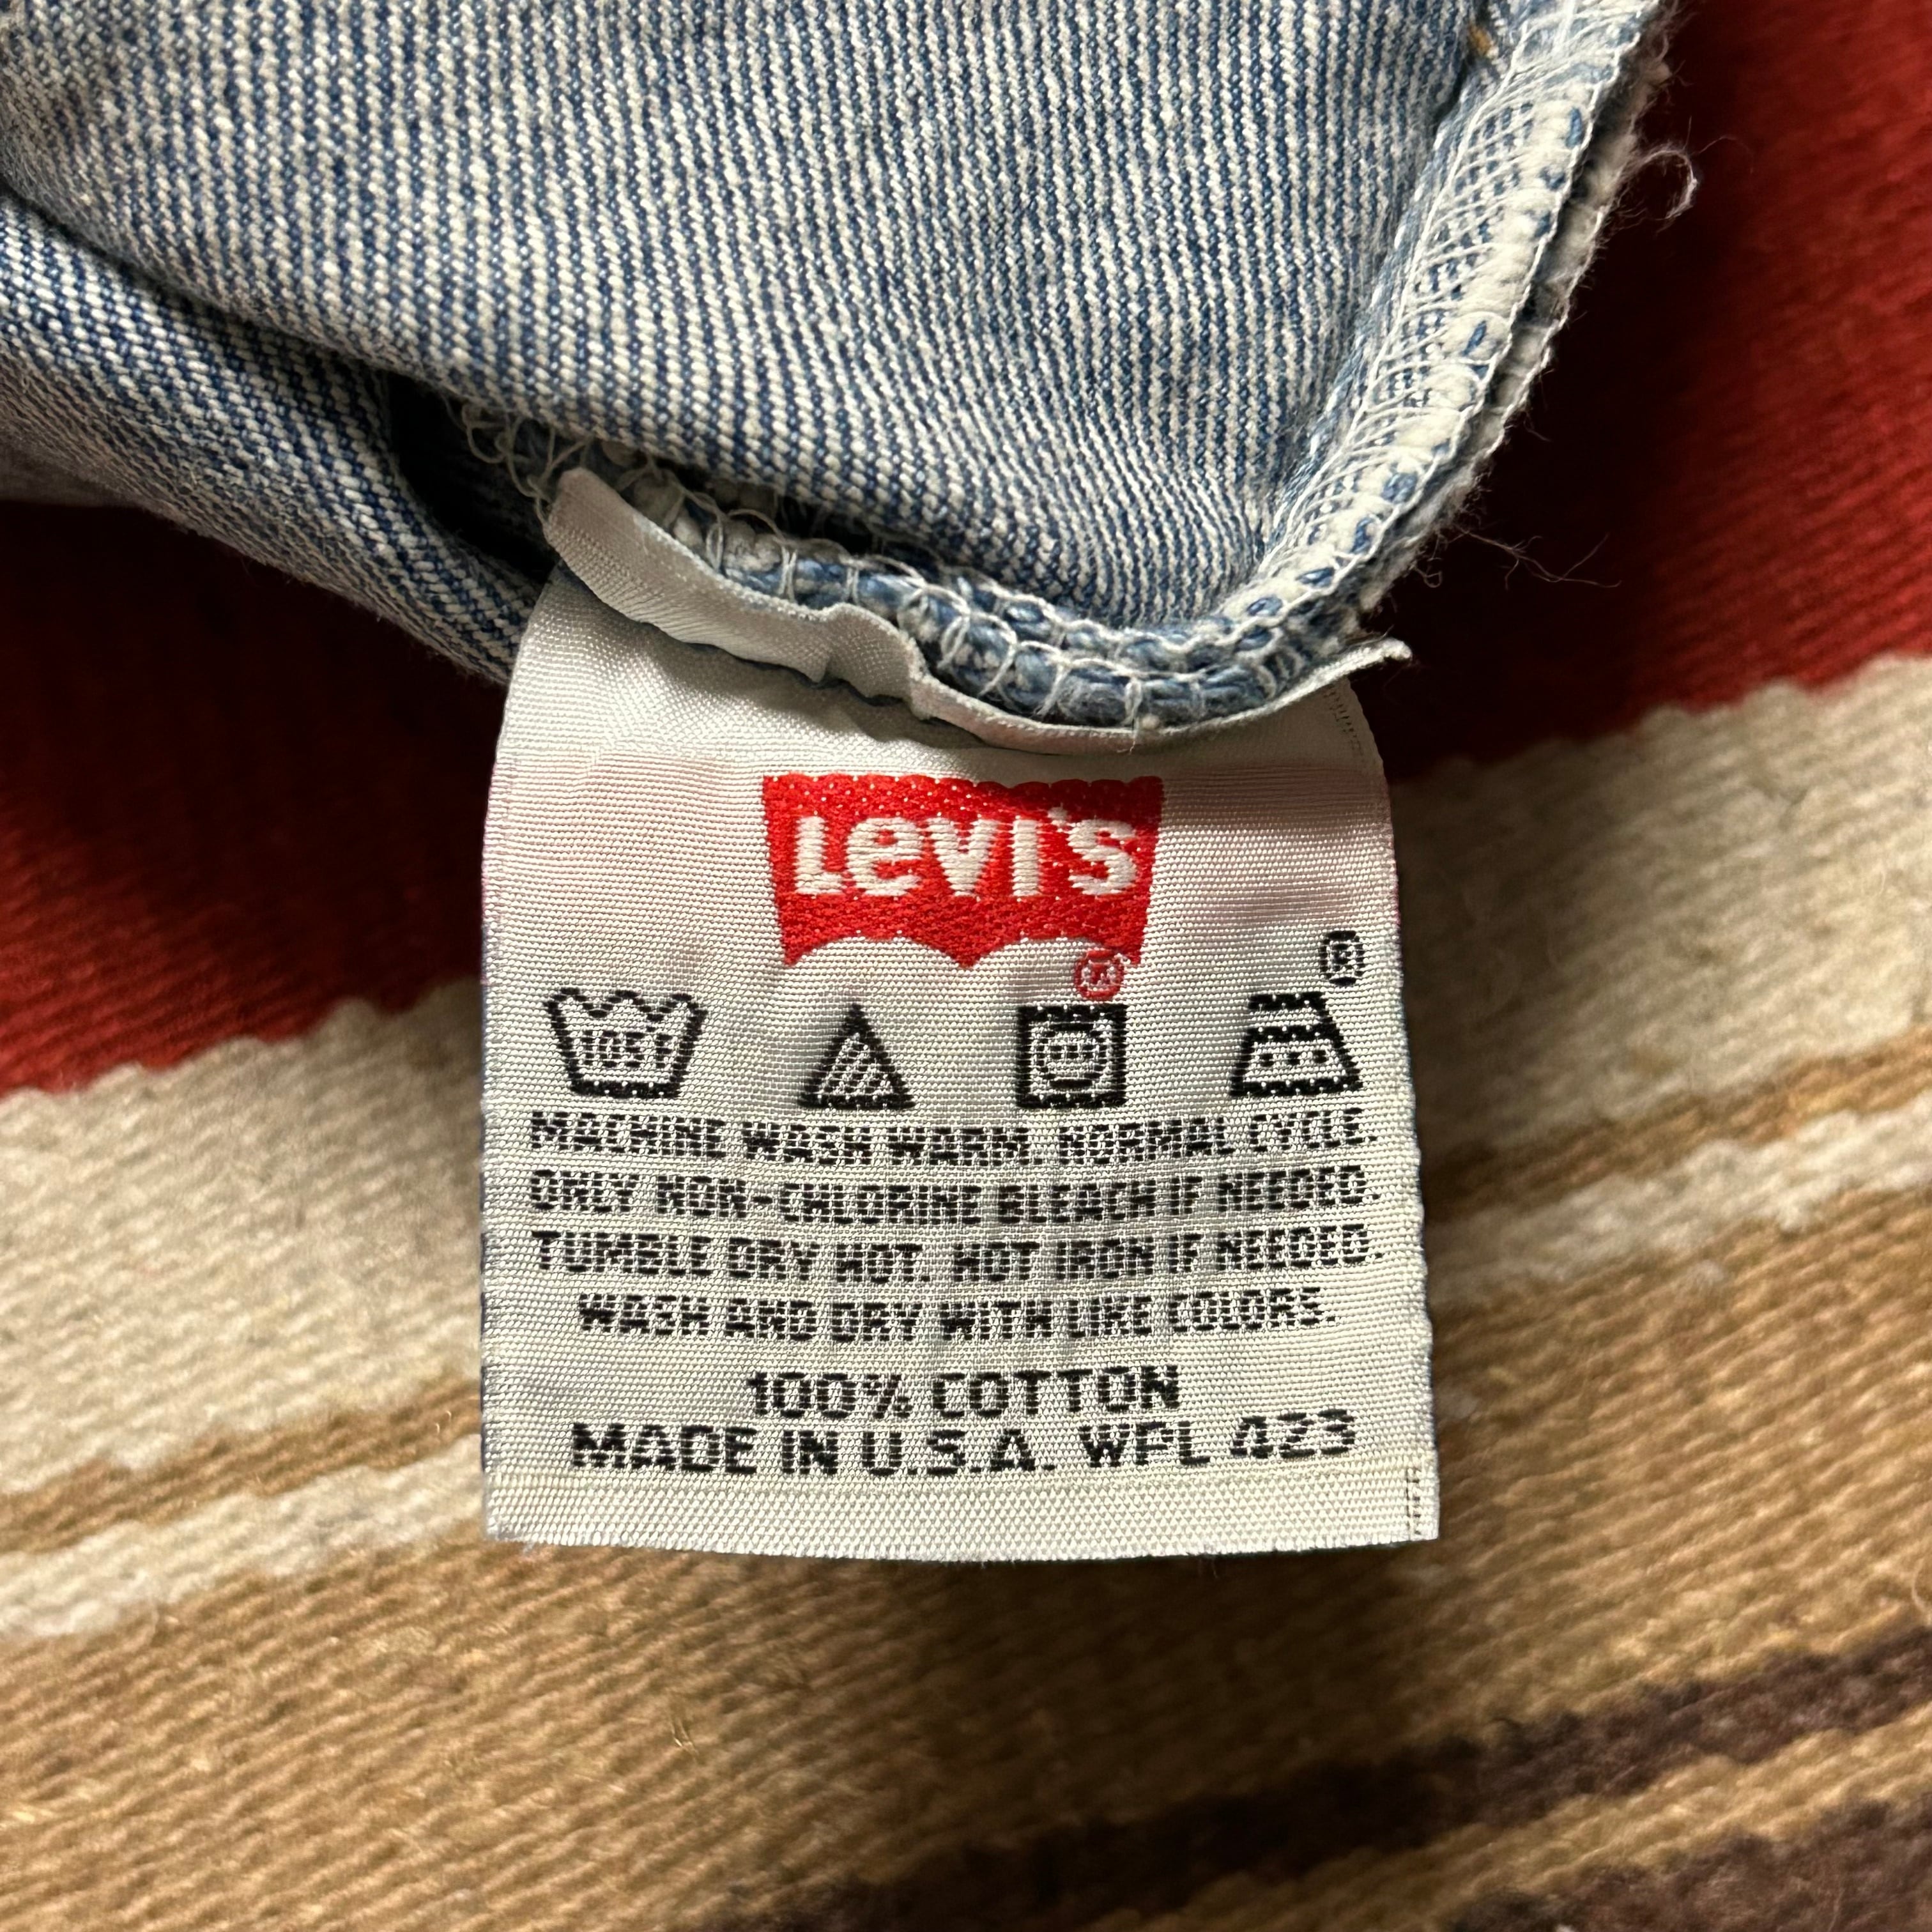 Levi's
®
®
105F
MACHINE WASH WARM. NORMAL CYCLE.
ONLY NON-CHLORINE BLEACH IF NEEDED.
TUMBLE DRY HOT. HOT IRON IF NEEDED.
WASH AND DRY WITH LIKE COLORS.
100% COTTON
MADE IN U.S.A. WPL 423